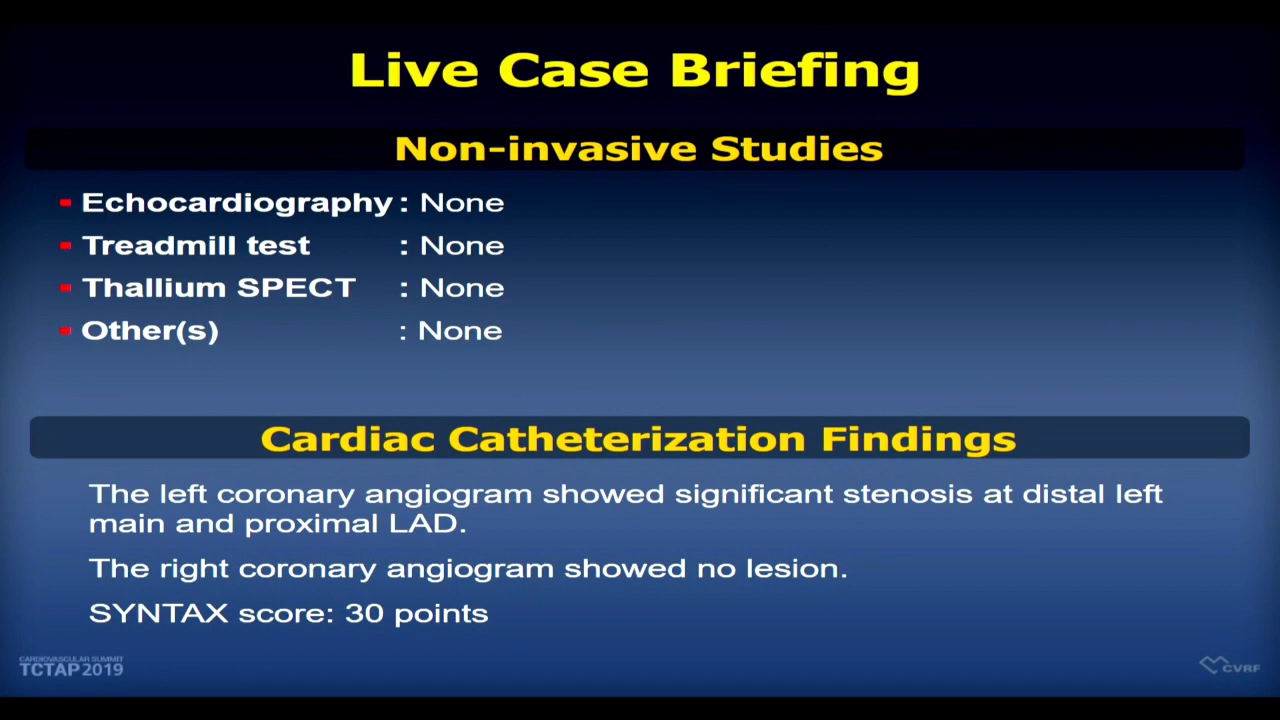 Live Case Briefing
Non-invasive Studies
Echocardiography : None
Treadmill test : None
Thallium SPECT : None
Other(s) : None
Cardiac Catheterization Findings
The left coronary angiogram showed significant stenosis at distal left
main and proximal LAD.
The right coronary angiogram showed no lesion.
SYNTAX score: 30 points
CARDIOVASCULAR SUMMIT
TCTAP2019
CVRF